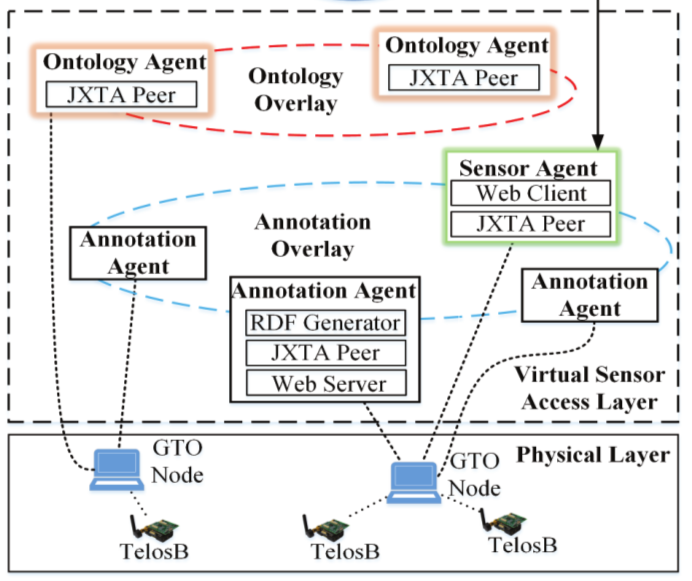 Ontology Agent
JXTA Peer
Ontology Agent
JXTA Peer
Ontology
Overlay
Sensor Agent
Web Client
JXTA Peer
Annotation
Overlay
Annotation
Agent
Annotation Agent
RDF Generator
JXTA Peer
Web Server
Annotation
Agent
Virtual Sensor
Access Layer
Physical Layer
GTO
Node
GTO
Node
TelosB
TelosB
TelosB